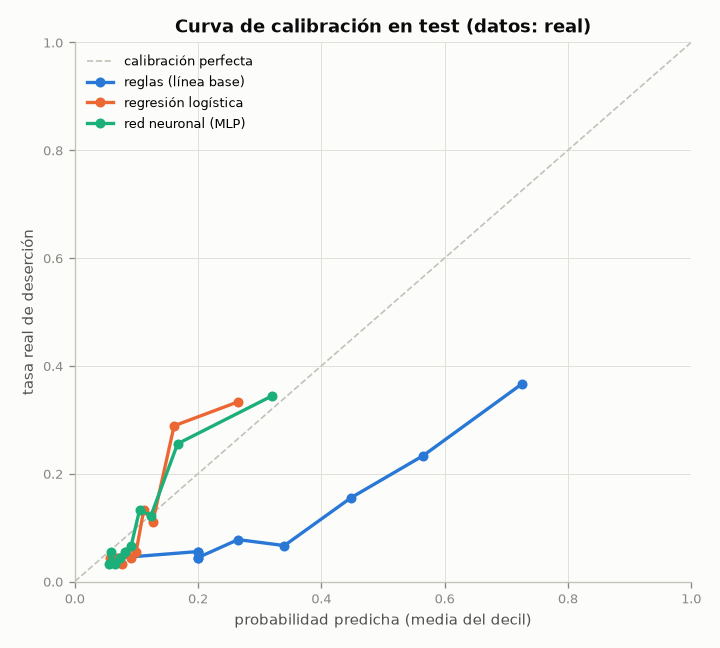 Curva de calibración en test (datos: real)
calibración perfecta
reglas (línea base)
regresión logística
red neuronal (MLP)
tasa real de deserción
1.0
0.8
0.6
0.4
0.2
0.0
0.0 0.2 0.4 0.6 0.8 1.0
probabilidad predicha (media del decil)